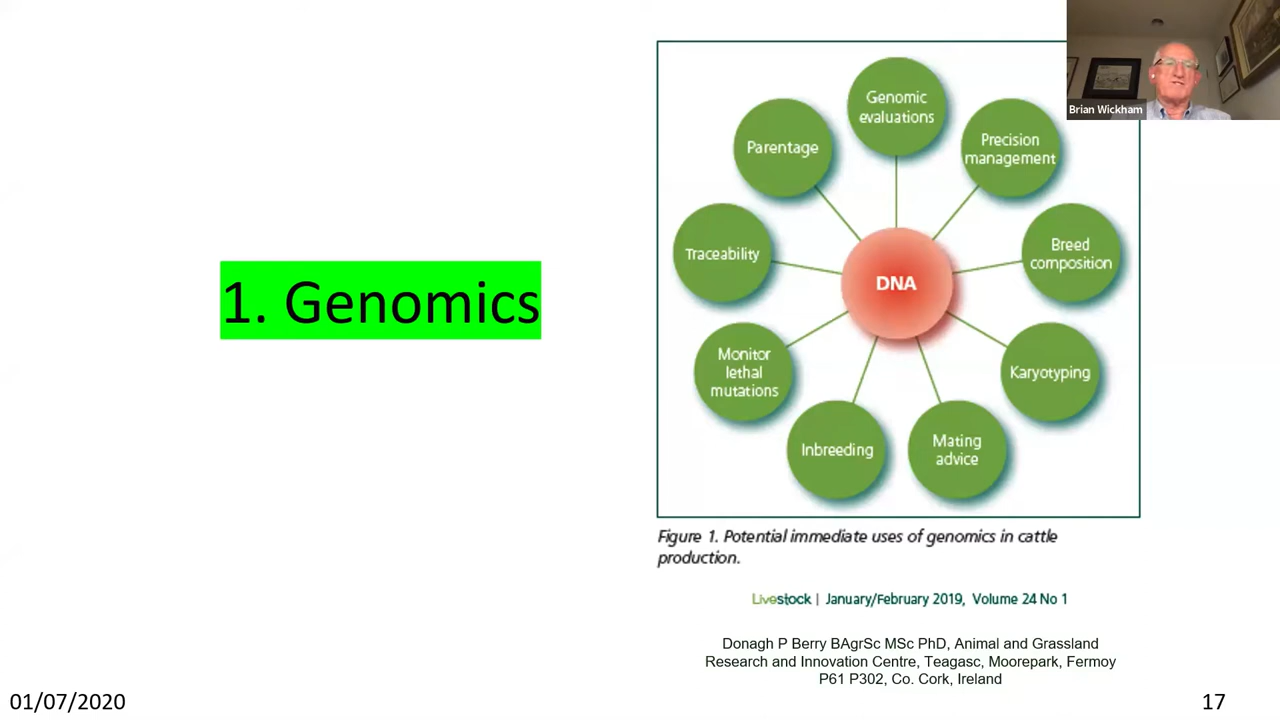 1. Genomics
Genomic
evaluations
Precision
management
Breed
composition
Karyotyping
Mating
advice
Inbreeding
Monitor
lethal
mutations
Traceability
Parentage
DNA
Brian Wickham
Figure 1. Potential immediate uses of genomics in cattle
production.
Livestock | January/February 2019, Volume 24 No 1
Donagh P Berry BAgrSc MSc PhD, Animal and Grassland
Research and Innovation Centre, Teagasc, Moorepark, Fermoy
P61 P302, Co. Cork, Ireland
01/07/2020
17